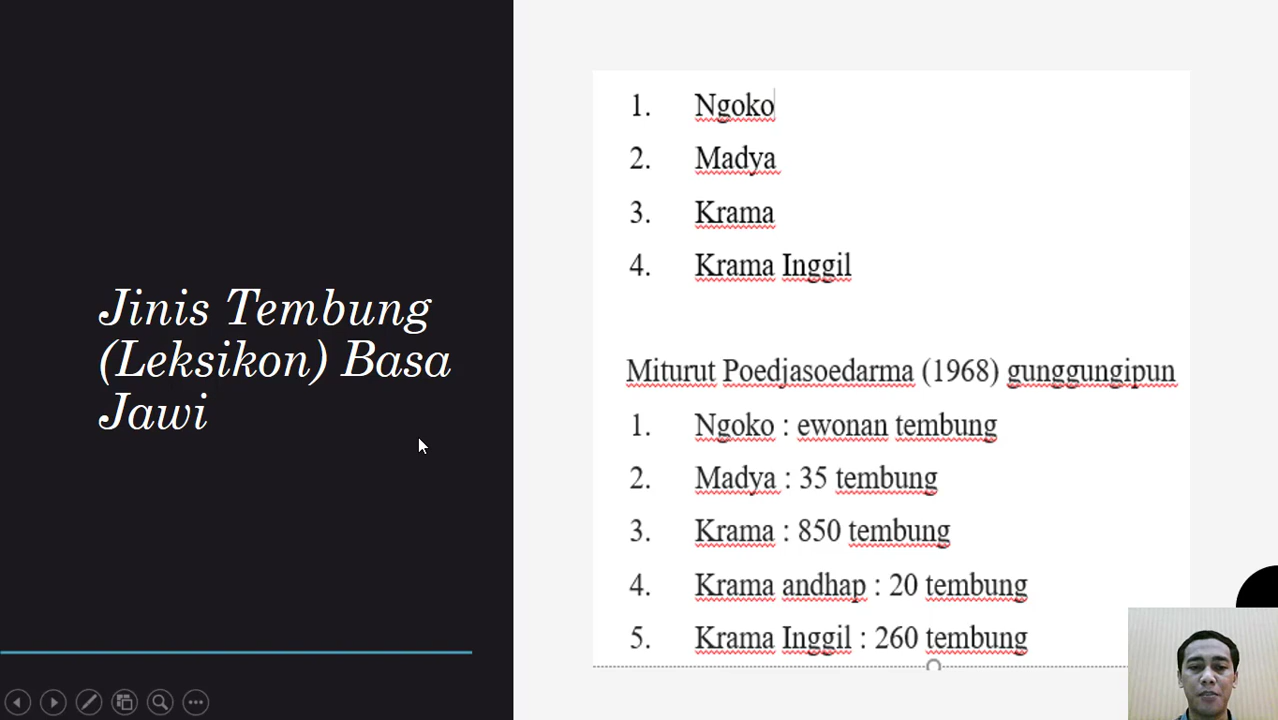 Jinis Tembung
(Leksikon) Basa
Jawi
1. Ngoko
2. Madya
3. Krama
4. Krama Inggil
Miturut Poedjasoedarma (1968) gunggungipun
1. Ngoko : ewonan tembung
2. Madya : 35 tembung
3. Krama : 850 tembung
4. Krama andhap : 20 tembung
5. Krama Inggil : 260 tembung